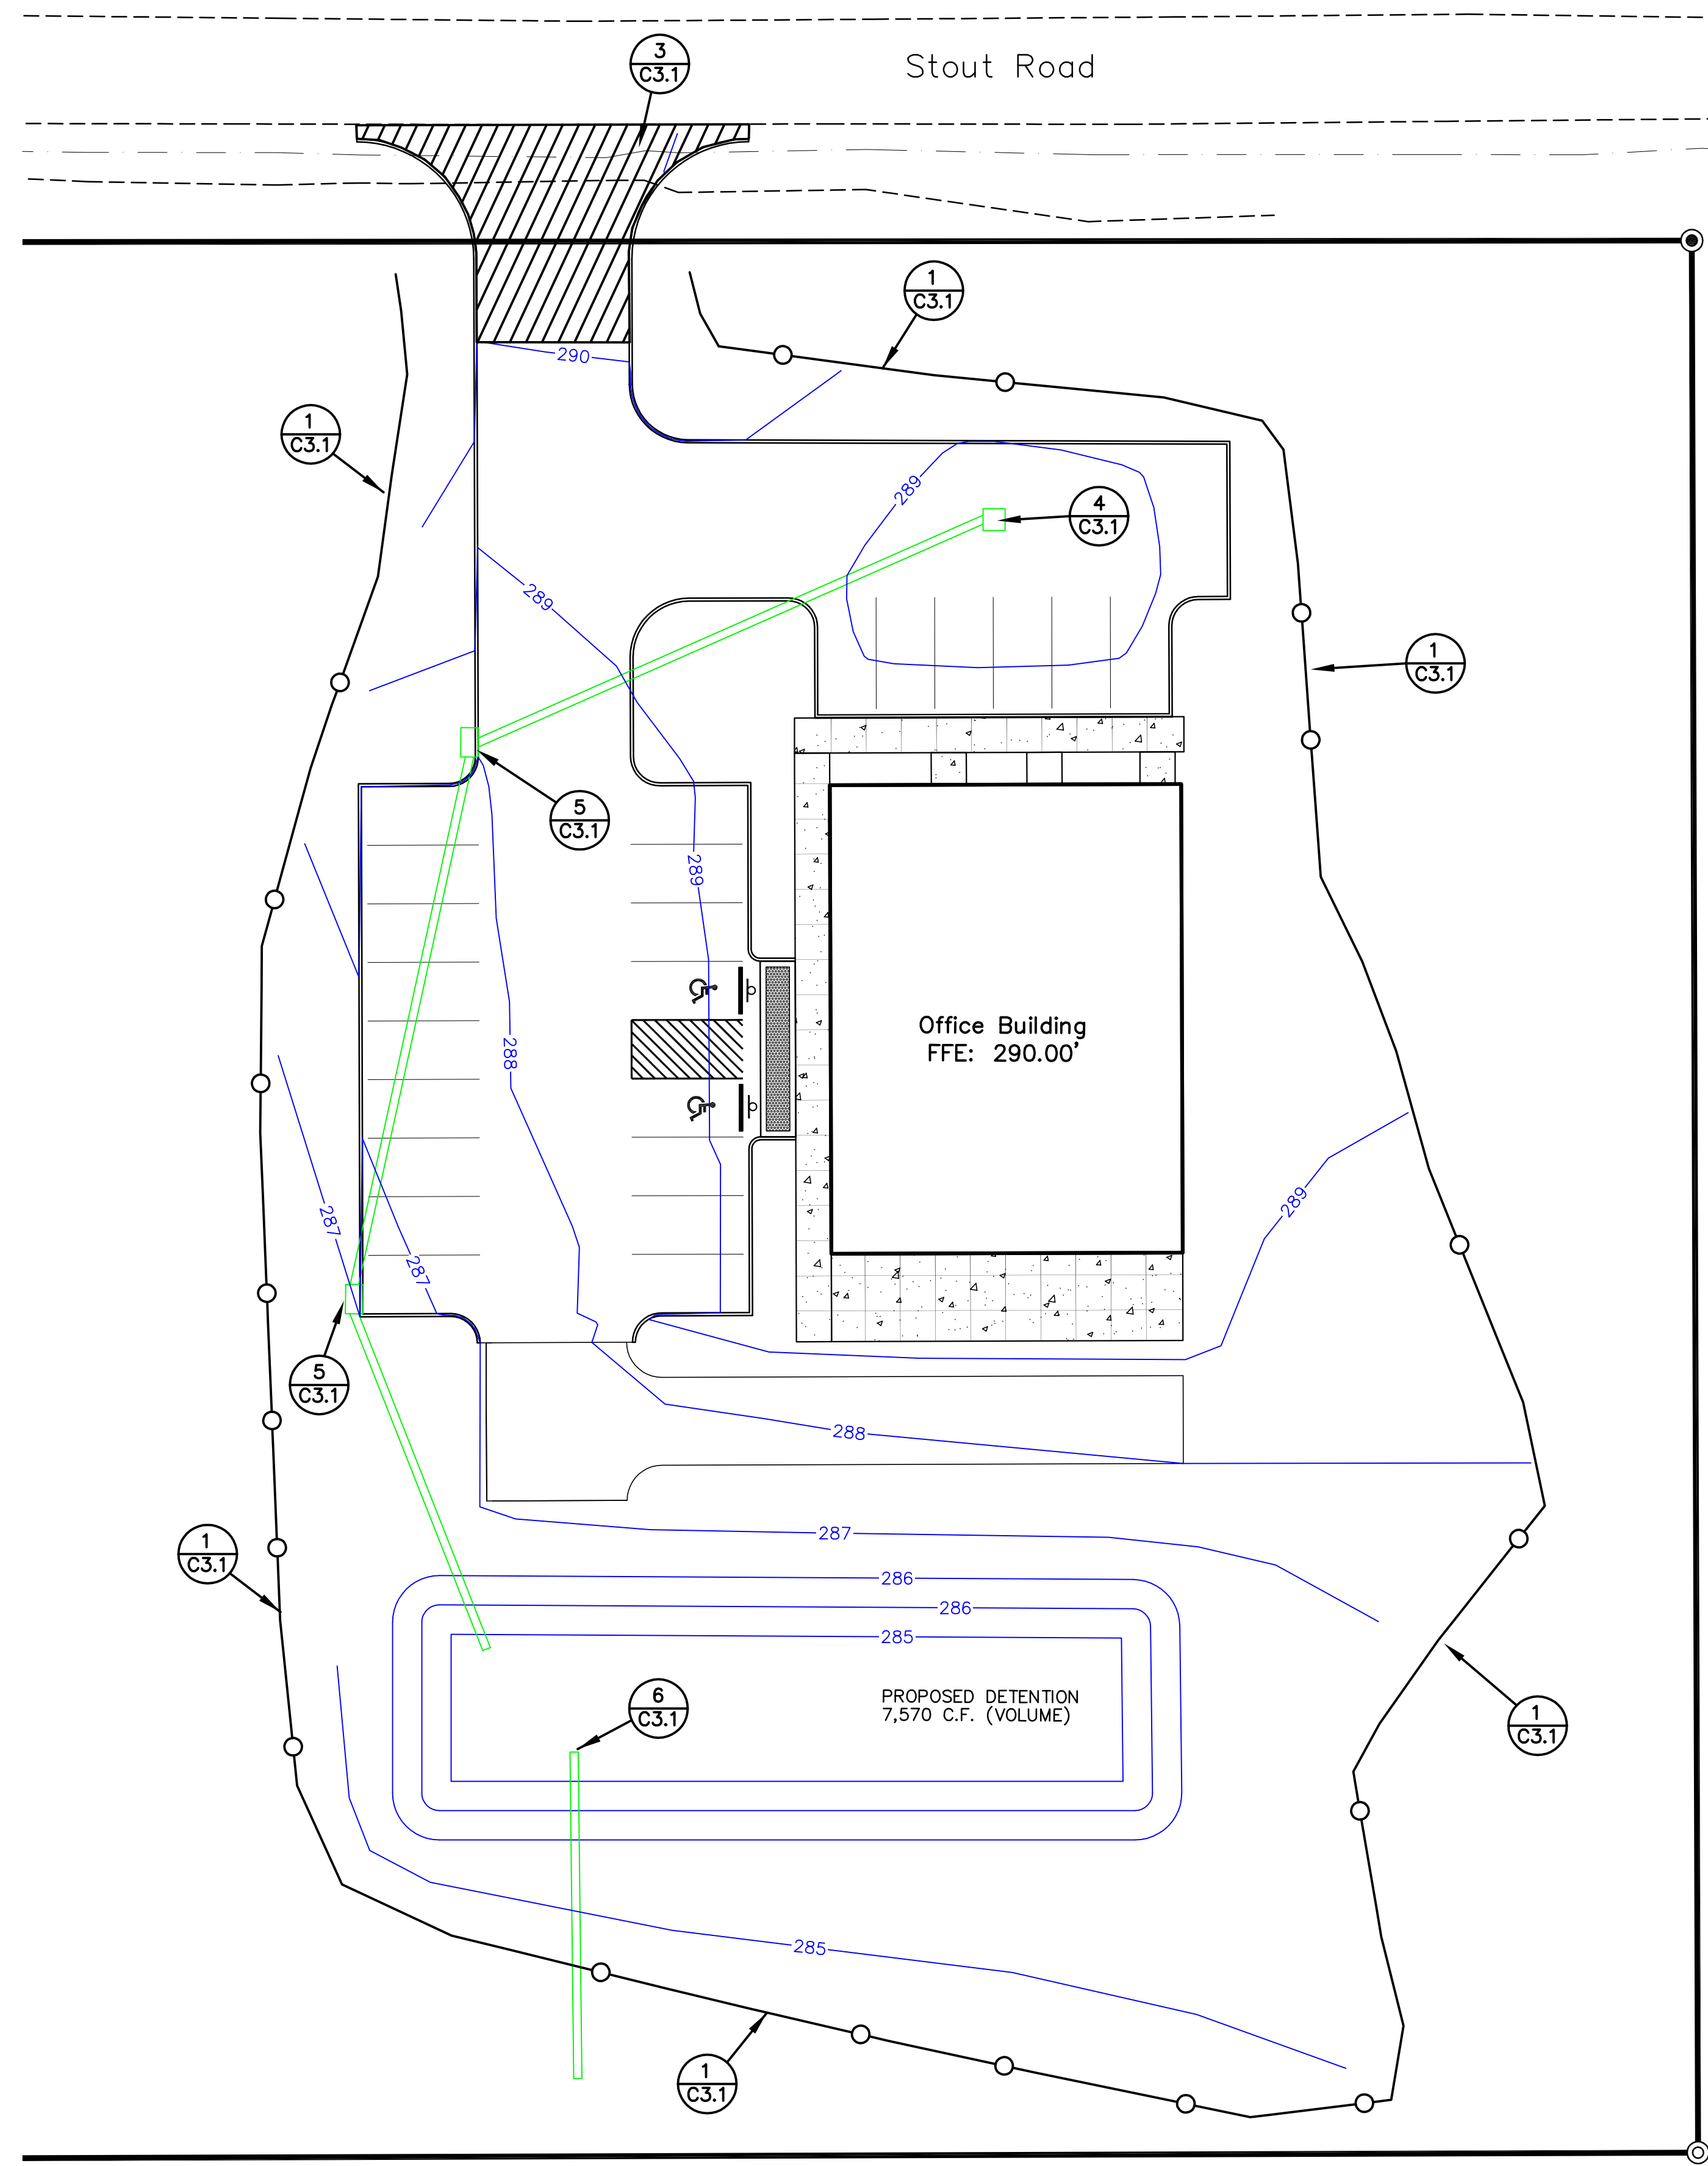 3
C3.1
Stout Road
1
C3.1
290
1
C3.1
289
4
C3.1
289
1
C3.1
5
C3.1
289
Office Building
FFE: 290.00'
288
289
287
287
5
C3.1
288
287
1
C3.1
286
286
285
PROPOSED DETENTION
7,570 C.F. (VOLUME)
6
C3.1
1
C3.1
285
1
C3.1